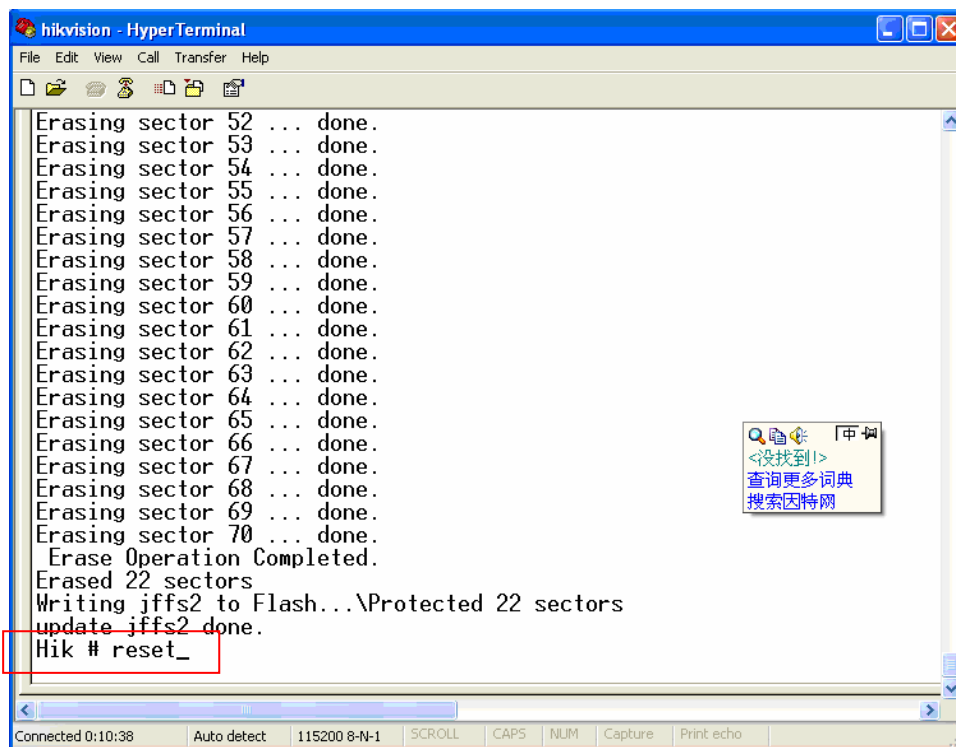 hikvision - HyperTerminal
File Edit View Call Transfer Help
Erasing sector 52 ... done.
Erasing sector 53 ... done.
Erasing sector 54 ... done.
Erasing sector 55 ... done.
Erasing sector 56 ... done.
Erasing sector 57 ... done.
Erasing sector 58 ... done.
Erasing sector 59 ... done.
Erasing sector 60 ... done.
Erasing sector 61 ... done.
Erasing sector 62 ... done.
Erasing sector 63 ... done.
Erasing sector 64 ... done.
Erasing sector 65 ... done.
Erasing sector 66 ... done.
Erasing sector 67 ... done.
Erasing sector 68 ... done.
Erasing sector 69 ... done.
Erasing sector 70 ... done.
Erase Operation Completed.
Erased 22 sectors
Writing jffs2 to Flash...\Protected 22 sectors
update jffs2 done.
Hik # reset_
中
<没找到!>
查询更多词典
搜索因特网
Connected 0:10:38 Auto detect 115200 8-N-1 SCROLL CAPS NUM Capture Print echo